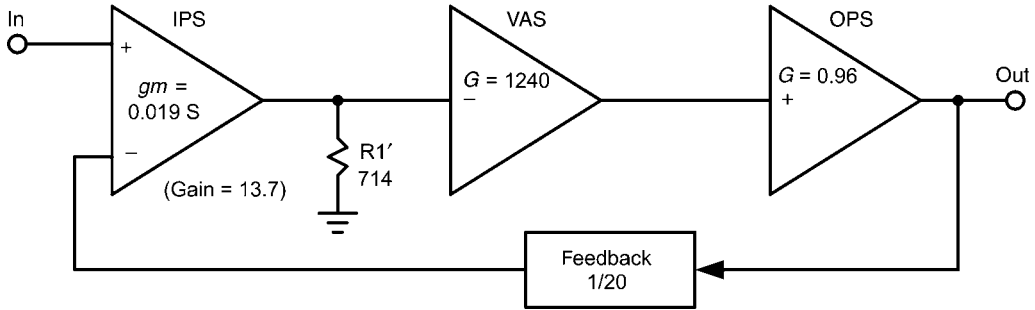 In
IPS
+
gm =
0.019 S
−
(Gain = 13.7)
R1′
714
VAS
G = 1240
−
OPS
G = 0.96
+
Out
Feedback
1/20